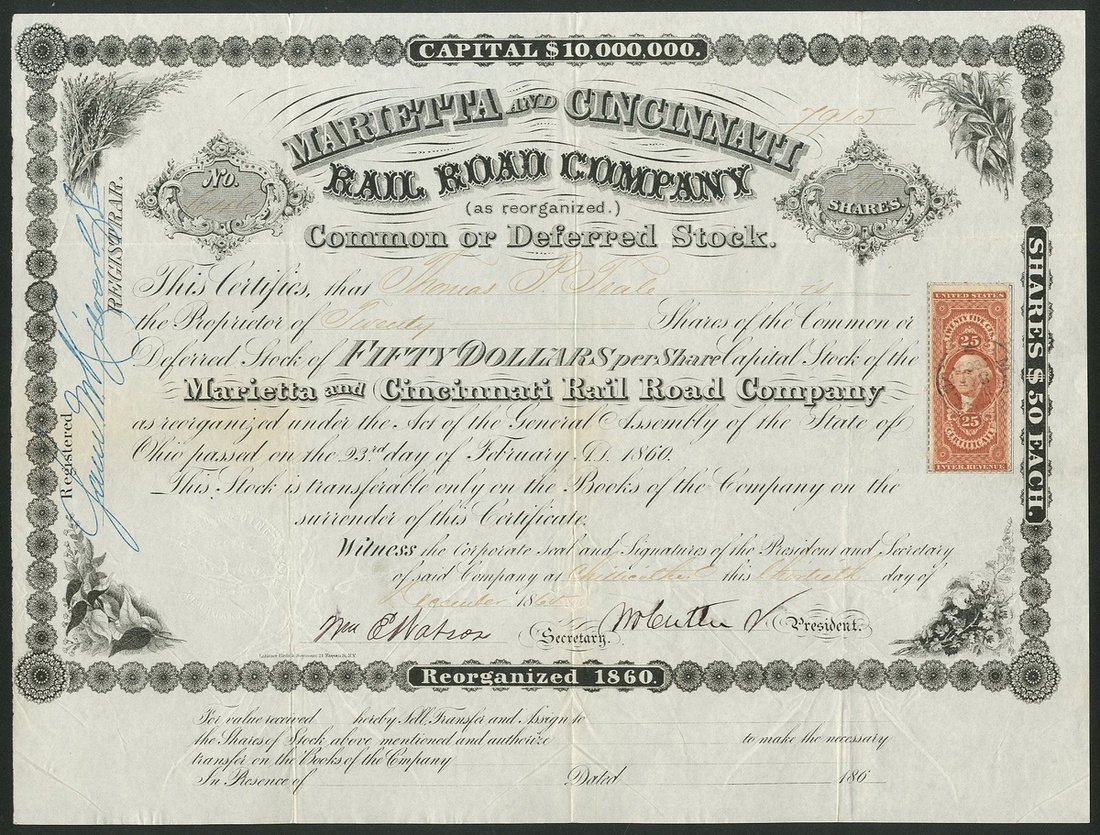 CAPITAL $10,000,000.
MARIETTA AND CINCINNATI
7915
RAIL ROAD COMPANY
(as reorganized.)
Common or Deferred Stock.
No.
SHARES.
This Certifies, that Thomas P. Teale is
the Proprietor of Twenty Shares of the Common or
Deferred Stock of FIFTY DOLLARS per Share Capital Stock of the
Marietta and Cincinnati Rail Road Company
as reorganized under the Act of the General Assembly of the State of
Ohio passed on the 23rd day of February A.D. 1860.
This Stock is transferable only on the Books of the Company on the
surrender of this Certificate.
Witness the Corporate Seal and Signatures of the President and Secretary
of said Company at Chillicothe O this thirtieth day of
December 186
Wm E Watson Secretary. President.
Reorganized 1860.
For value received hereby Sell, Transfer and Assign to
the Shares of Stock above mentioned and authorize to make the necessary
transfer on the Books of the Company
In Presence of Dated 186
Registered
REGISTRAR.
SHARES $50 EACH.
UNITED STATES
TWENTY FIVE CTS.
25
25
CERTIFICATE
INTER. REVENUE